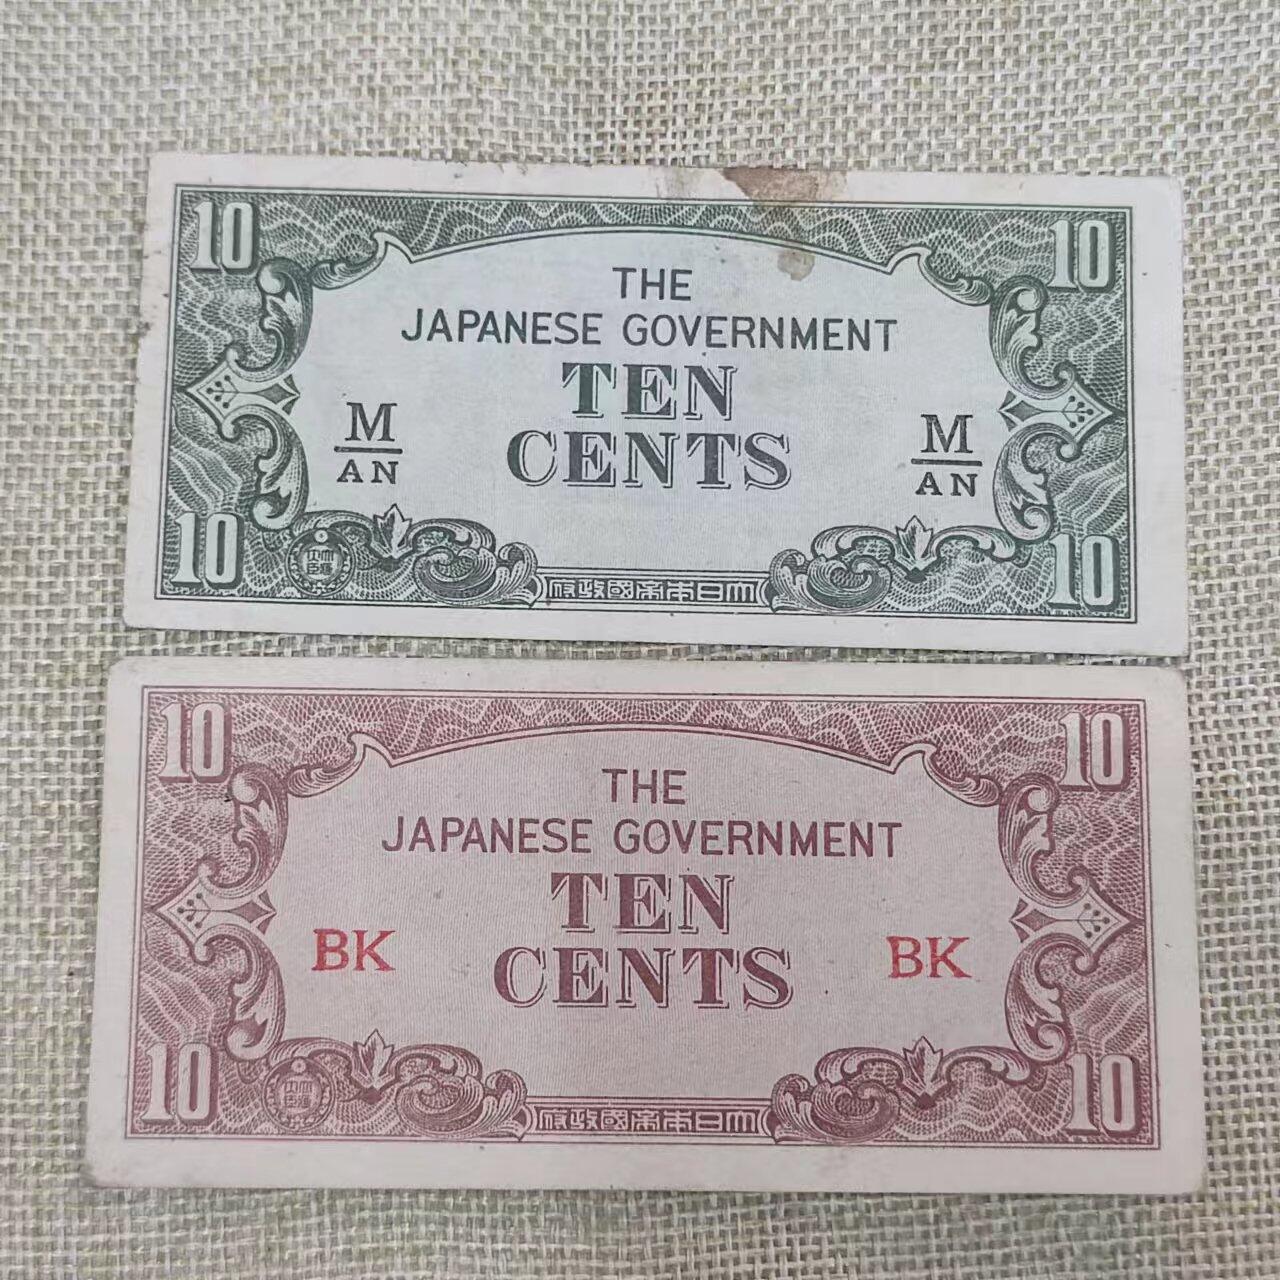 10 10
THE
JAPANESE GOVERNMENT
TEN
CENTS
M M
AN AN
10 10
府政國帝本日大
10 10
THE
JAPANESE GOVERNMENT
TEN
CENTS
BK BK
10 10
府政國帝本日大